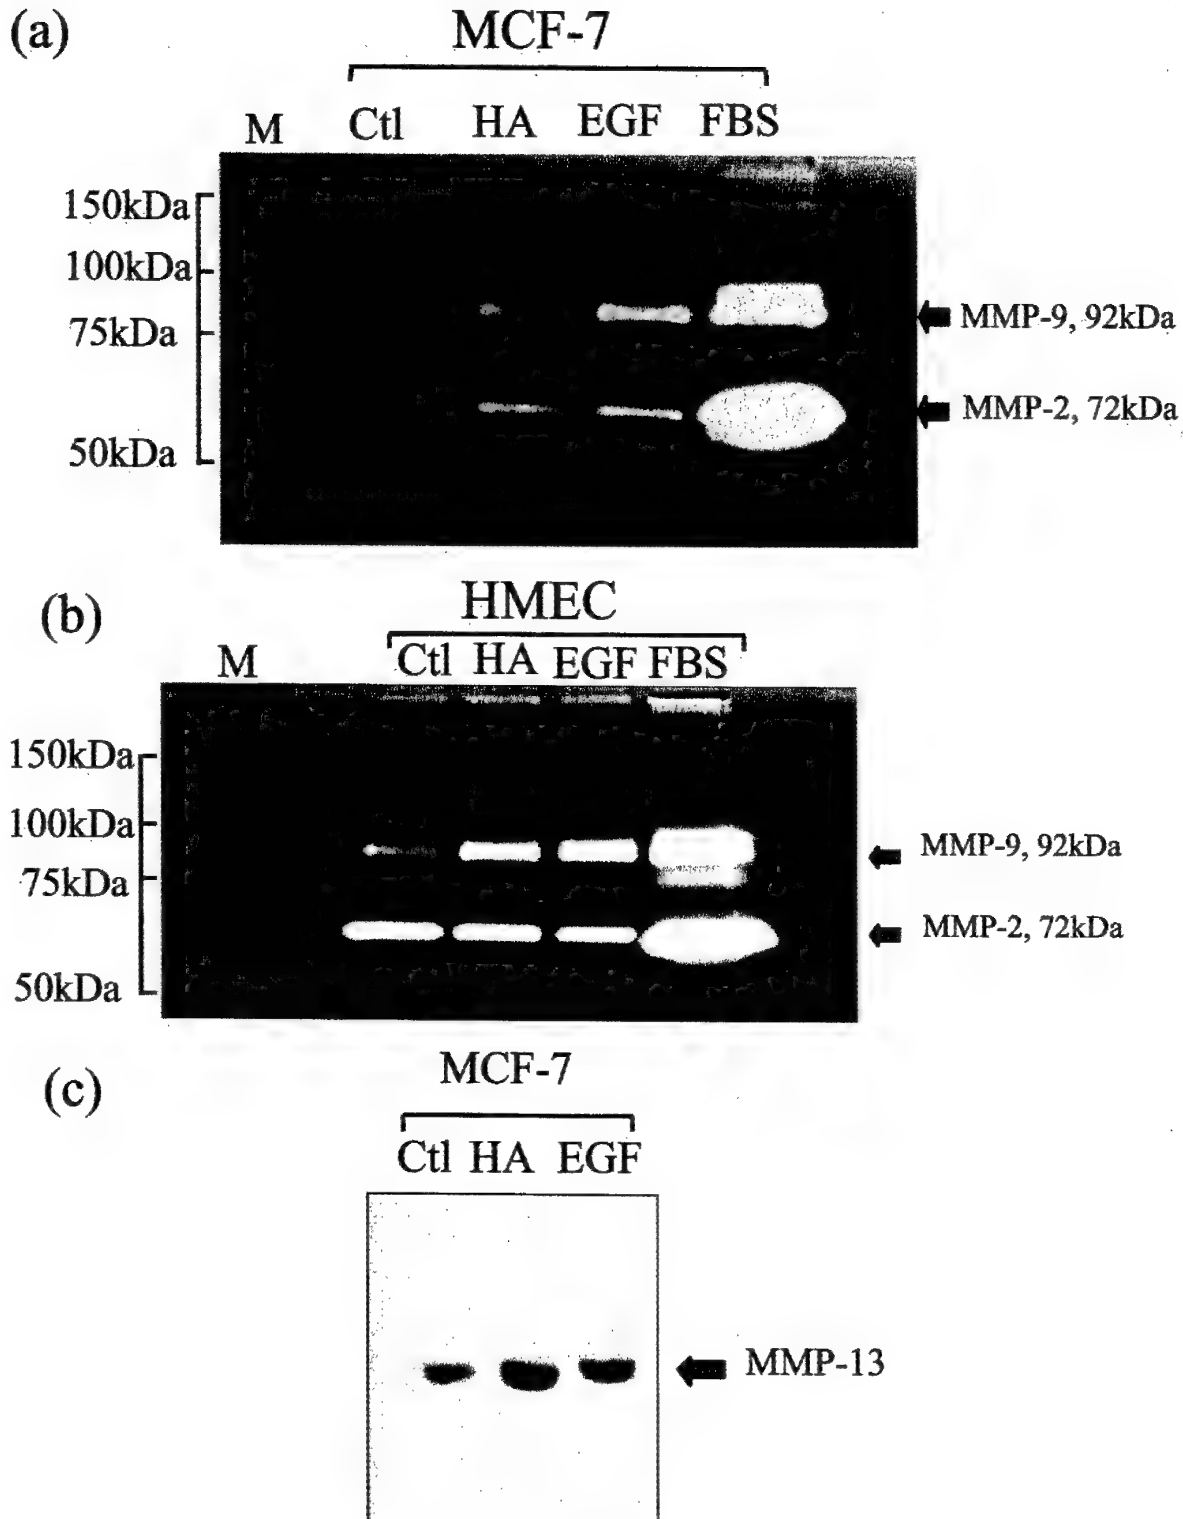 (a)
MCF-7
M Ctl HA EGF FBS
150kDa
100kDa
75kDa
50kDa
MMP-9, 92kDa
MMP-2, 72kDa
(b)
HMEC
M Ctl HA EGF FBS
150kDa
100kDa
75kDa
50kDa
MMP-9, 92kDa
MMP-2, 72kDa
(c)
MCF-7
Ctl HA EGF
MMP-13